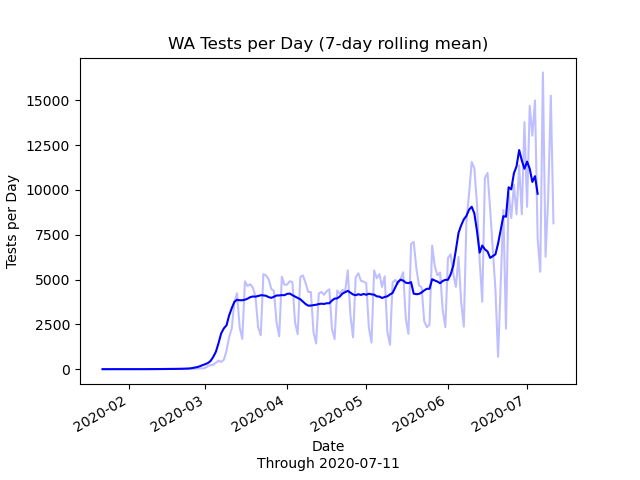 WA Tests per Day (7-day rolling mean)
Tests per Day
15000
12500
10000
7500
5000
2500
0
2020-02 2020-03 2020-04 2020-05 2020-06 2020-07
Date
Through 2020-07-11